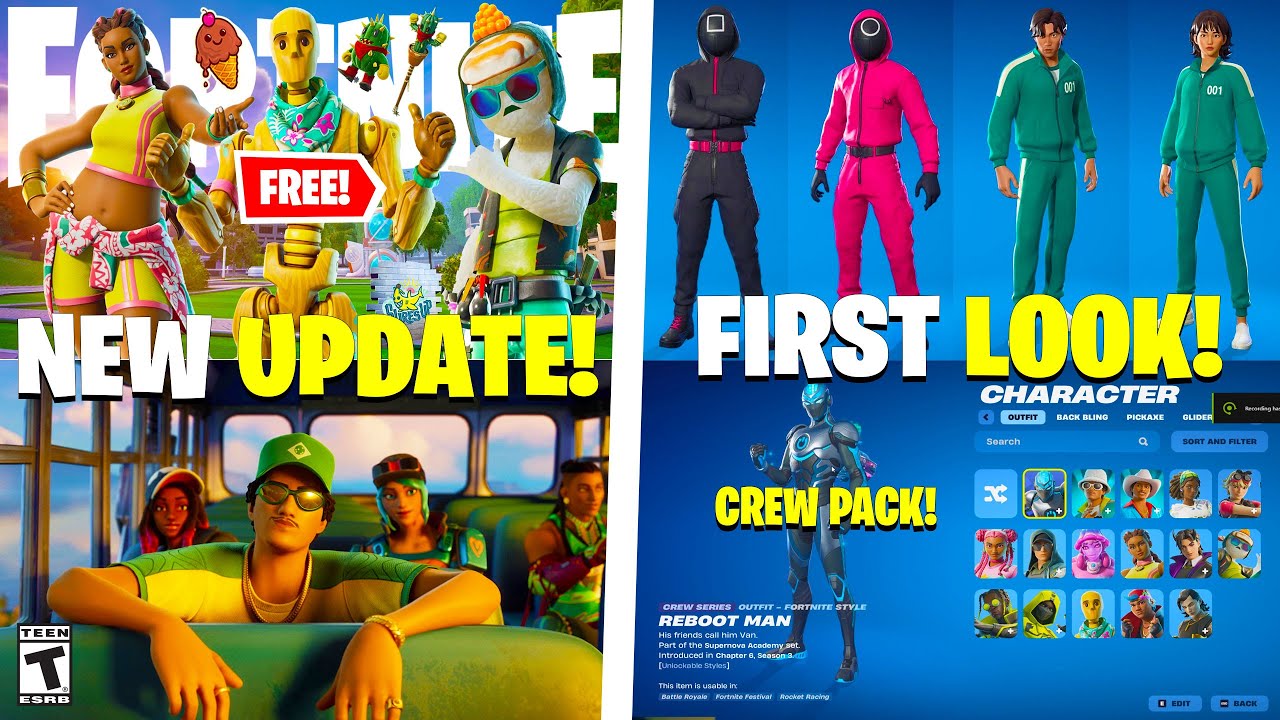 FORTNITE
FREE!
NEW UPDATE!
TEEN
T
ESRB
001
001
FIRST LOOK!
CHARACTER
OUTFIT BACK BLING PICKAXE GLIDER
Recording ha
Search
SORT AND FILTER
CREW PACK!
CREW SERIES OUTFIT - FORTNITE STYLE
REBOOT MAN
His friends call him Van.
Part of the Supernova Academy set.
Introduced in Chapter 6, Season 3.
[Unlockable Styles]
This item is usable in:
Battle Royale Fortnite Festival Rocket Racing
EDIT
BACK